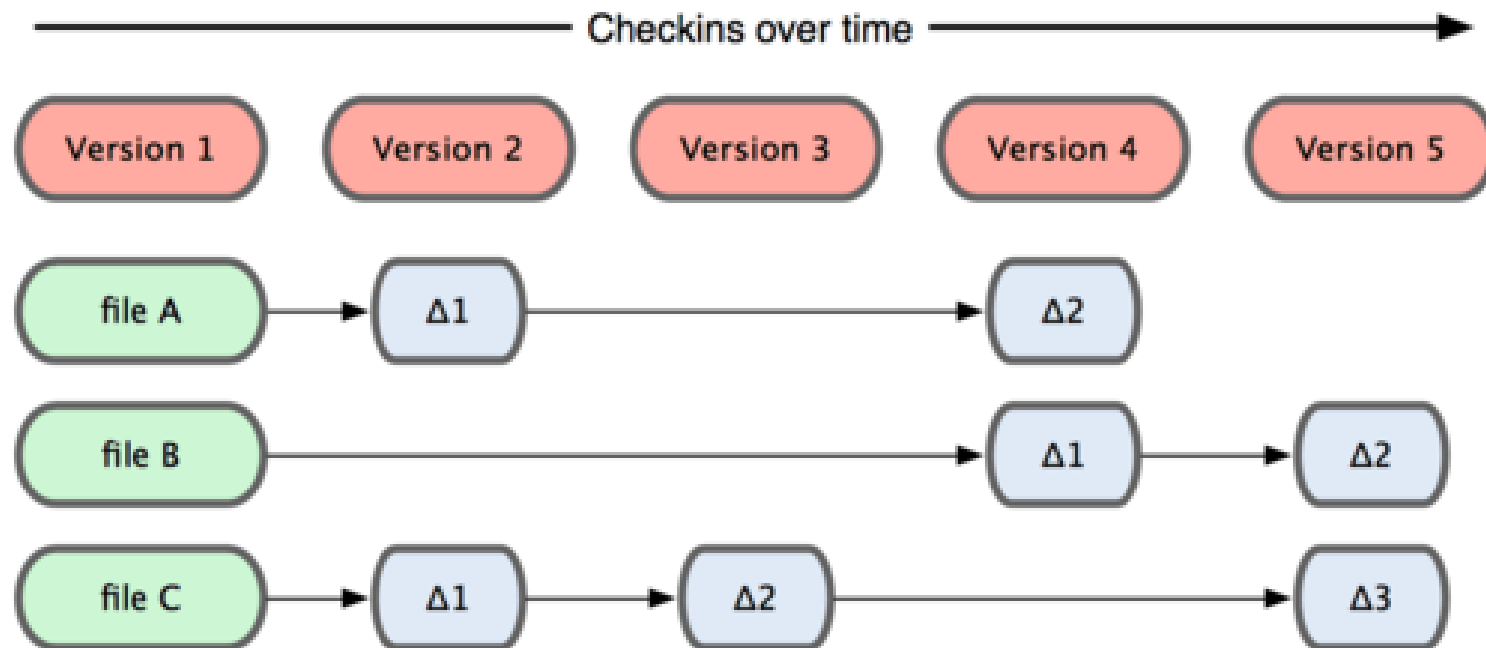 Checkins over time
Version 1 Version 2 Version 3 Version 4 Version 5
file A Δ1 Δ2
file B Δ1 Δ2
file C Δ1 Δ2 Δ3